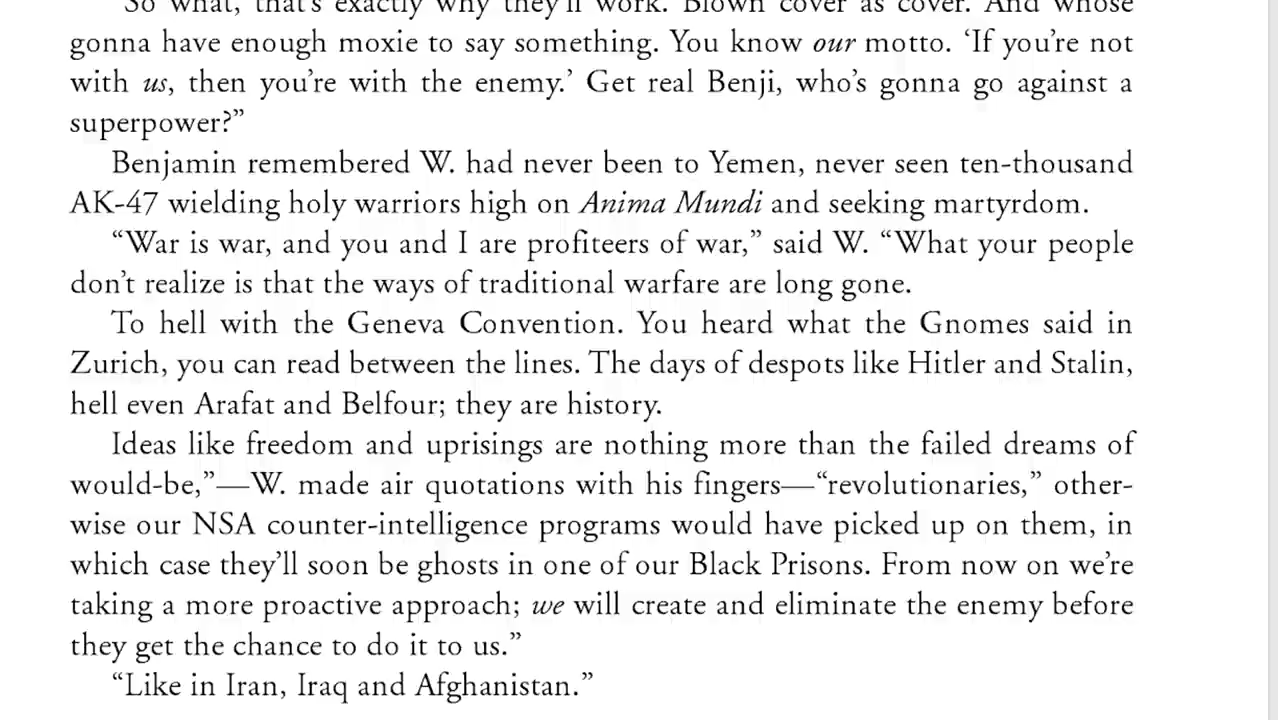 “So what, that’s exactly why they’ll work. Blown cover as cover. And whose
gonna have enough moxie to say something. You know our motto. ‘If you’re not
with us, then you’re with the enemy.’ Get real Benji, who’s gonna go against a
superpower?”
Benjamin remembered W. had never been to Yemen, never seen ten-thousand
AK-47 wielding holy warriors high on Anima Mundi and seeking martyrdom.
“War is war, and you and I are profiteers of war,” said W. “What your people
don’t realize is that the ways of traditional warfare are long gone.
To hell with the Geneva Convention. You heard what the Gnomes said in
Zurich, you can read between the lines. The days of despots like Hitler and Stalin,
hell even Arafat and Belfour; they are history.
Ideas like freedom and uprisings are nothing more than the failed dreams of
would-be,”—W. made air quotations with his fingers—“revolutionaries,” other-
wise our NSA counter-intelligence programs would have picked up on them, in
which case they’ll soon be ghosts in one of our Black Prisons. From now on we’re
taking a more proactive approach; we will create and eliminate the enemy before
they get the chance to do it to us.”
“Like in Iran, Iraq and Afghanistan.”